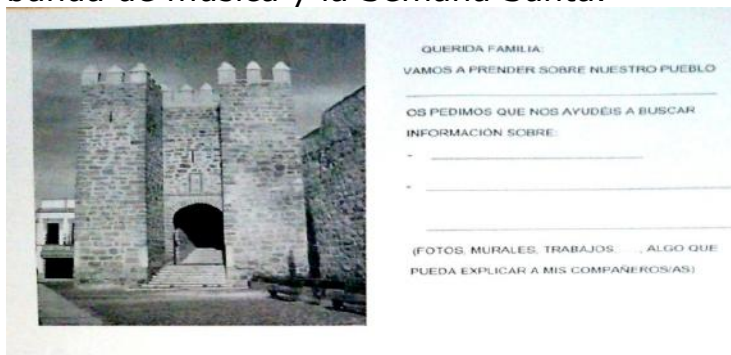 banda de música y la Semana Santa.
QUERIDA FAMILIA:
VAMOS A PRENDER SOBRE NUESTRO PUEBLO
OS PEDIMOS QUE NOS AYUDÉIS A BUSCAR
INFORMACIÓN SOBRE:
-
-
(FOTOS, MURALES, TRABAJOS....., ALGO QUE
PUEDA EXPLICAR A MIS COMPAÑEROS/AS)